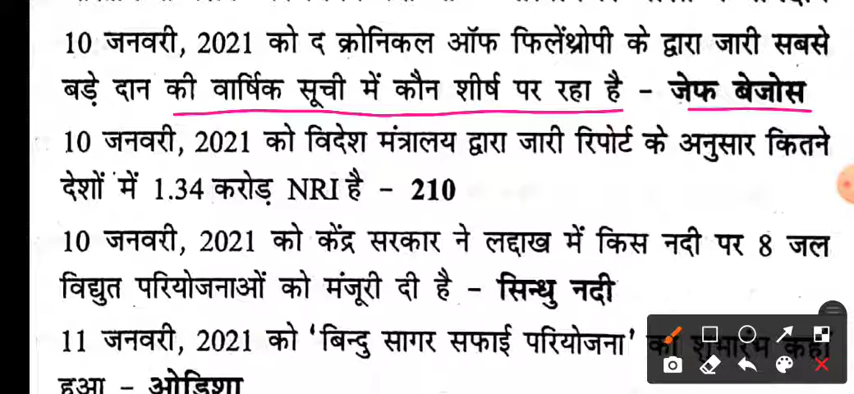 10 जनवरी, 2021 को द क्रोनिकल ऑफ फिलेंथ्रोपी के द्वारा जारी सबसे
बड़े दान की वार्षिक सूची में कौन शीर्ष पर रहा है - जेफ बेजोस
10 जनवरी, 2021 को विदेश मंत्रालय द्वारा जारी रिपोर्ट के अनुसार कितने
देशों में 1.34 करोड़ NRI है - 210
10 जनवरी, 2021 को केंद्र सरकार ने लद्दाख में किस नदी पर 8 जल
विद्युत परियोजनाओं को मंजूरी दी है - सिन्धु नदी
11 जनवरी, 2021 को 'बिन्दु सागर सफाई परियोजना' का शुभारंभ कहाँ
हुआ - ओडिशा